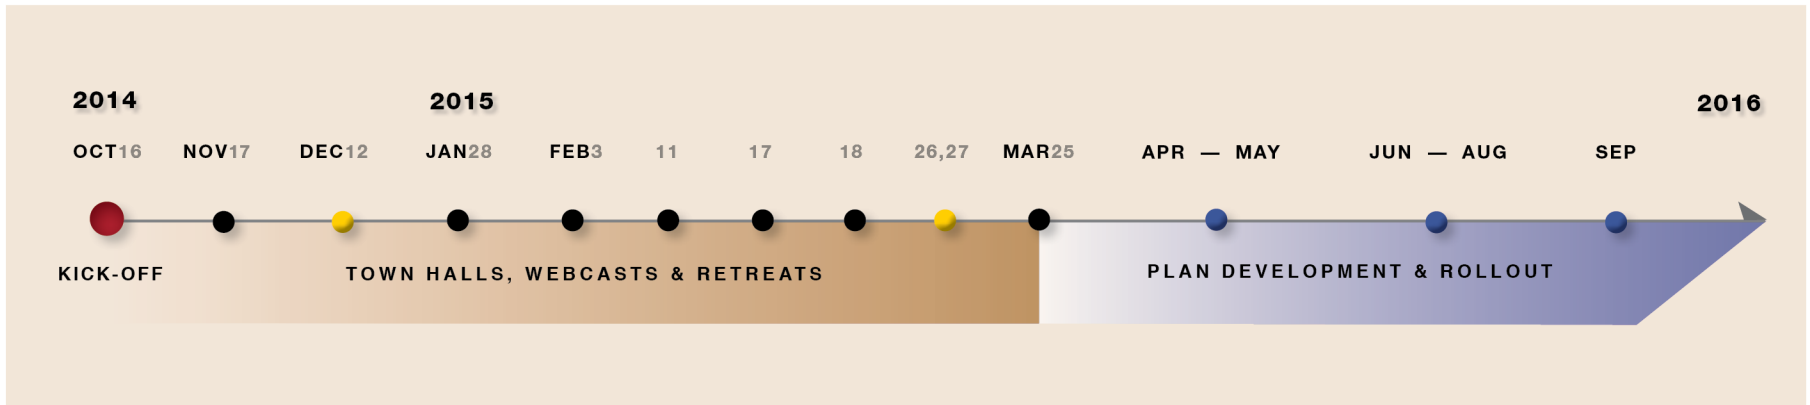 2014 2015 2016
OCT16 NOV17 DEC12 JAN28 FEB3 11 17 18 26,27 MAR25 APR — MAY JUN — AUG SEP
KICK-OFF TOWN HALLS, WEBCASTS & RETREATS PLAN DEVELOPMENT & ROLLOUT